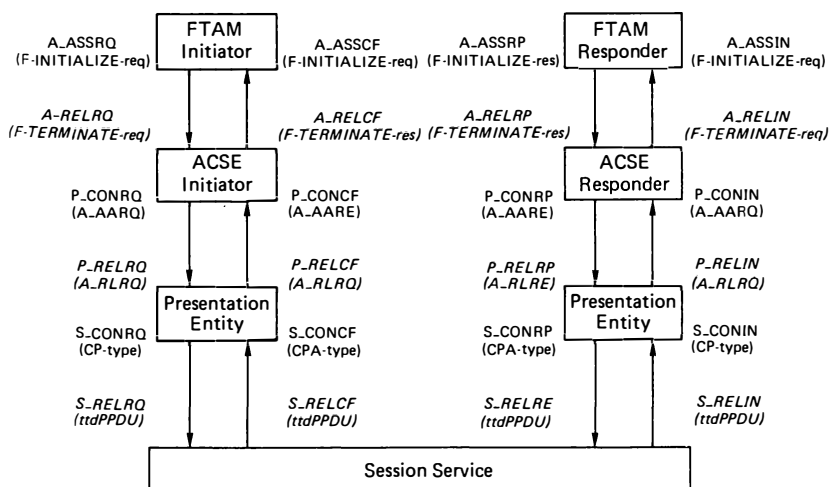 FTAM
Initiator
A_ASSRQ
(F-INITIALIZE-req)
A_ASSCF
(F-INITIALIZE-req)
A-RELRQ
(F-TERMINATE-req)
A_RELCF
(F-TERMINATE-res)
ACSE
Initiator
P_CONRQ
(A_AARQ)
P_CONCF
(A_AARE)
P_RELRQ
(A_RLRQ)
P_RELCF
(A_RLRQ)
Presentation
Entity
S_CONRQ
(CP-type)
S_CONCF
(CPA-type)
S_RELRQ
(ttdPPDU)
S_RELCF
(ttdPPDU)
FTAM
Responder
A_ASSRP
(F-INITIALIZE-res)
A_ASSIN
(F-INITIALIZE-req)
A_RELRP
(F-TERMINATE-res)
A_RELIN
(F-TERMINATE-req)
ACSE
Responder
P_CONRP
(A_AARE)
P_CONIN
(A_AARQ)
P_RELRP
(A_RLRE)
P_RELIN
(A_RLRQ)
Presentation
Entity
S_CONRP
(CPA-type)
S_CONIN
(CP-type)
S_RELRE
(ttdPPDU)
S_RELIN
(ttdPPDU)
Session Service